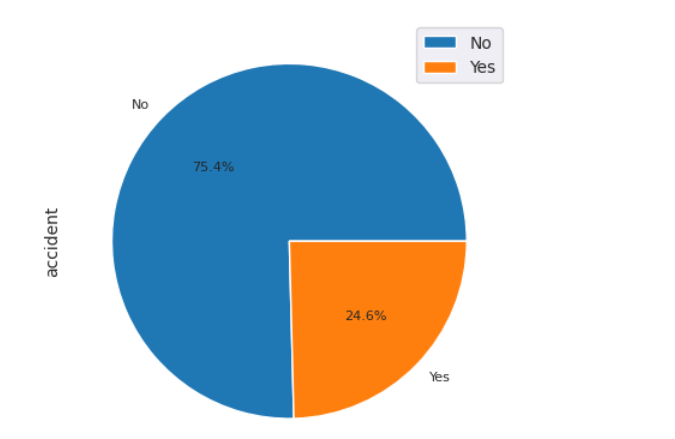 No
Yes
No
75.4%
accident
24.6%
Yes